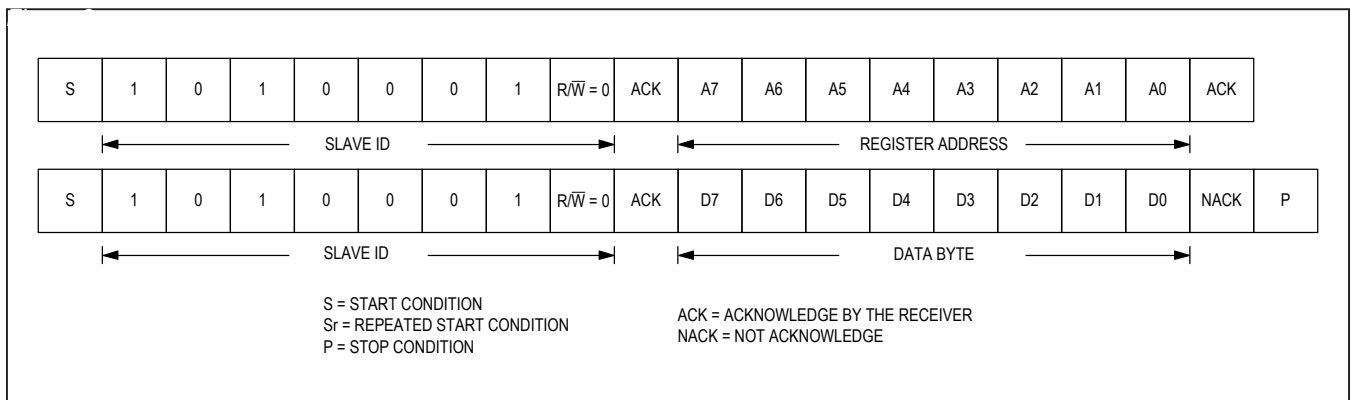 S 1 0 1 0 0 0 1 R/W̅ = 0 ACK A7 A6 A5 A4 A3 A2 A1 A0 ACK
SLAVE ID REGISTER ADDRESS
S 1 0 1 0 0 0 1 R/W̅ = 0 ACK D7 D6 D5 D4 D3 D2 D1 D0 NACK P
SLAVE ID DATA BYTE
S = START CONDITION
Sr = REPEATED START CONDITION
P = STOP CONDITION
ACK = ACKNOWLEDGE BY THE RECEIVER
NACK = NOT ACKNOWLEDGE